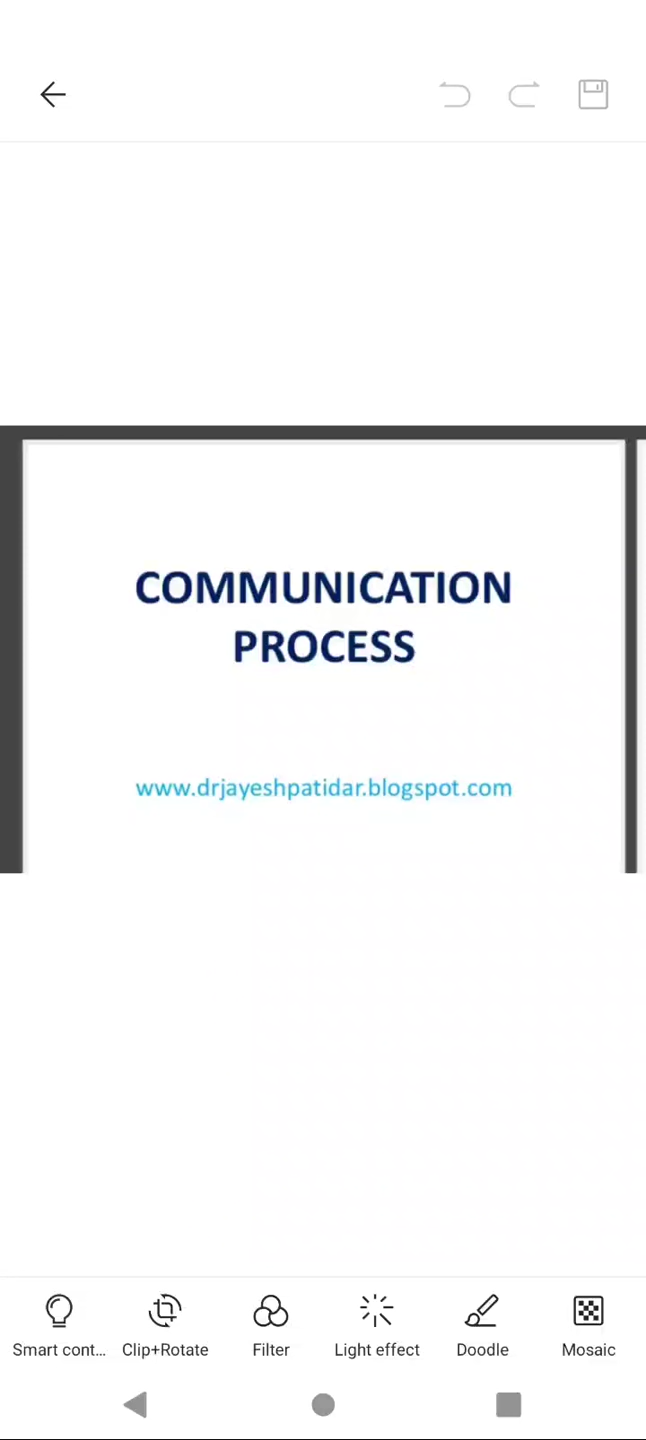 COMMUNICATION
PROCESS
www.drjayeshpatidar.blogspot.com
Smart cont... Clip+Rotate Filter Light effect Doodle Mosaic